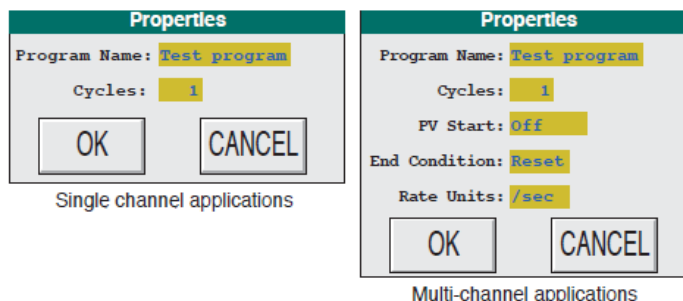 Properties
Program Name: Test program
Cycles: 1
OK CANCEL
Single channel applications
Properties
Program Name: Test program
Cycles: 1
PV Start: Off
End Condition: Reset
Rate Units: /sec
OK CANCEL
Multi-channel applications